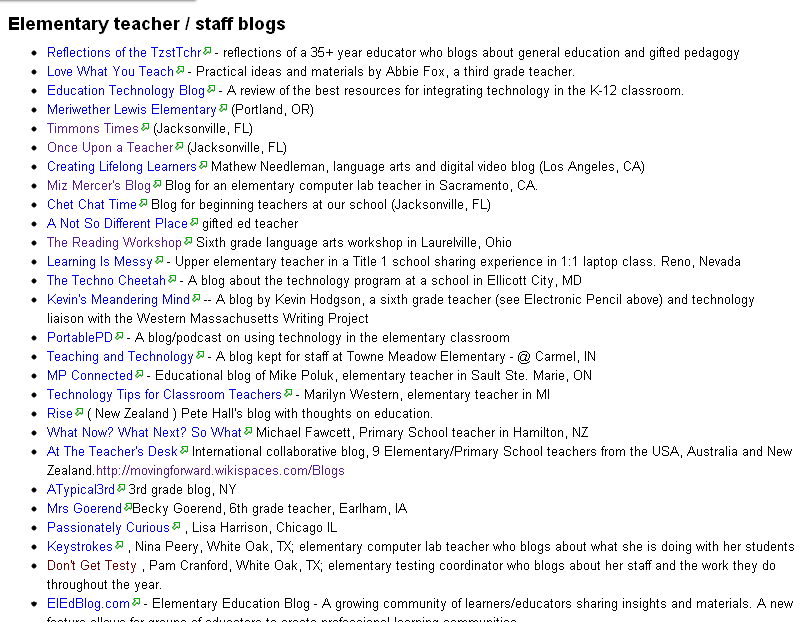 Elementary teacher / staff blogs
Reflections of the TzstTchr - reflections of a 35+ year educator who blogs about general education and gifted pedagogy
Love What You Teach - Practical ideas and materials by Abbie Fox, a third grade teacher.
Education Technology Blog - A review of the best resources for integrating technology in the K-12 classroom.
Meriwether Lewis Elementary (Portland, OR)
Timmons Times (Jacksonville, FL)
Once Upon a Teacher (Jacksonville, FL)
Creating Lifelong Learners Mathew Needleman, language arts and digital video blog (Los Angeles, CA)
Miz Mercer's Blog Blog for an elementary computer lab teacher in Sacramento, CA.
Chet Chat Time Blog for beginning teachers at our school (Jacksonville, FL)
A Not So Different Place gifted ed teacher
The Reading Workshop Sixth grade language arts workshop in Laurelville, Ohio
Learning Is Messy - Upper elementary teacher in a Title 1 school sharing experience in 1:1 laptop class. Reno, Nevada
The Techno Cheetah - A blog about the technology program at a school in Ellicott City, MD
Kevin's Meandering Mind -- A blog by Kevin Hodgson, a sixth grade teacher (see Electronic Pencil above) and technology
liaison with the Western Massachusetts Writing Project
PortablePD - A blog/podcast on using technology in the elementary classroom
Teaching and Technology - A blog kept for staff at Towne Meadow Elementary - @ Carmel, IN
MP Connected - Educational blog of Mike Poluk, elementary teacher in Sault Ste. Marie, ON
Technology Tips for Classroom Teachers - Marilyn Western, elementary teacher in MI
Rise ( New Zealand ) Pete Hall's blog with thoughts on education.
What Now? What Next? So What Michael Fawcett, Primary School teacher in Hamilton, NZ
At The Teacher's Desk International collaborative blog, 9 Elementary/Primary School teachers from the USA, Australia and New
Zealand.http://movingforward.wikispaces.com/Blogs
ATypical3rd 3rd grade blog, NY
Mrs Goerend Becky Goerend, 6th grade teacher, Earlham, IA
Passionately Curious , Lisa Harrison, Chicago IL
Keystrokes , Nina Peery, White Oak, TX; elementary computer lab teacher who blogs about what she is doing with her students
Don't Get Testy , Pam Cranford, White Oak, TX; elementary testing coordinator who blogs about her staff and the work they do
throughout the year.
ElEdBlog.com - Elementary Education Blog - A growing community of learners/educators sharing insights and materials. A new
feature allows for groups of educators to create professional learning communities